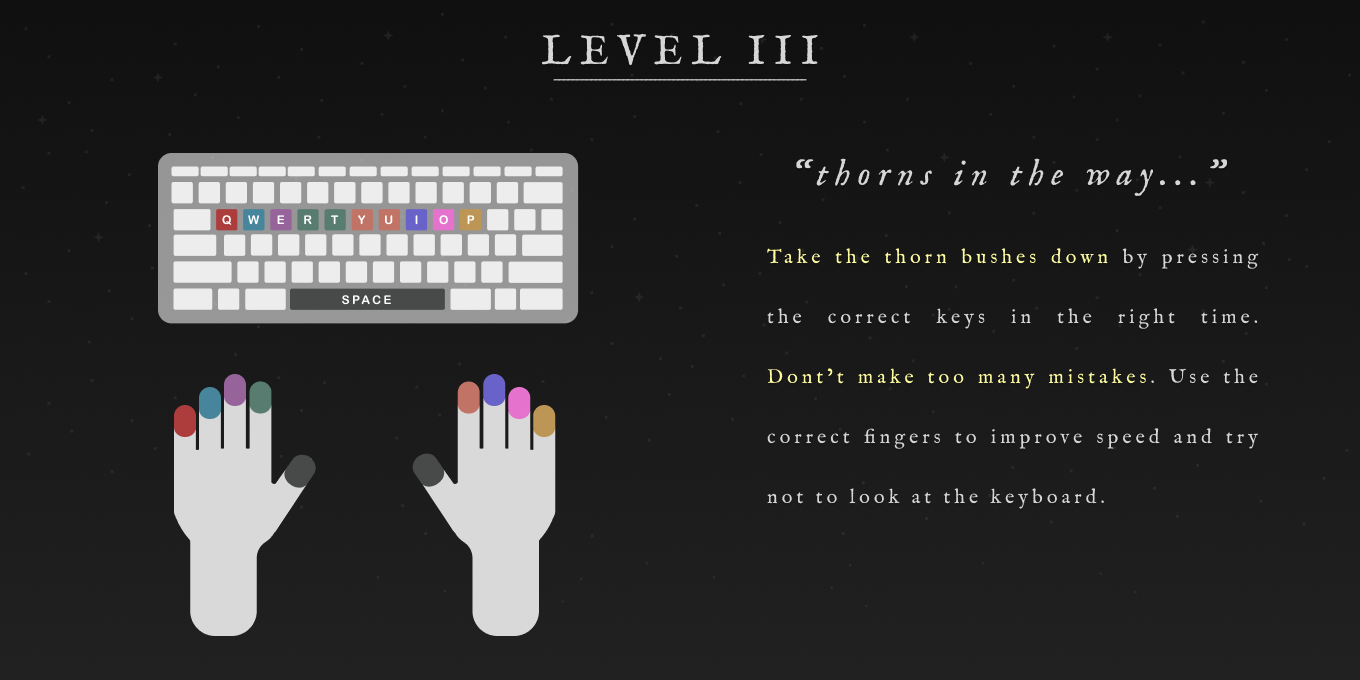 LEVEL III
Q W E R T Y U I O P
SPACE
“thorns in the way...”
Take the thorn bushes down by pressing
the correct keys in the right time.
Dont't make too many mistakes. Use the
correct fingers to improve speed and try
not to look at the keyboard.